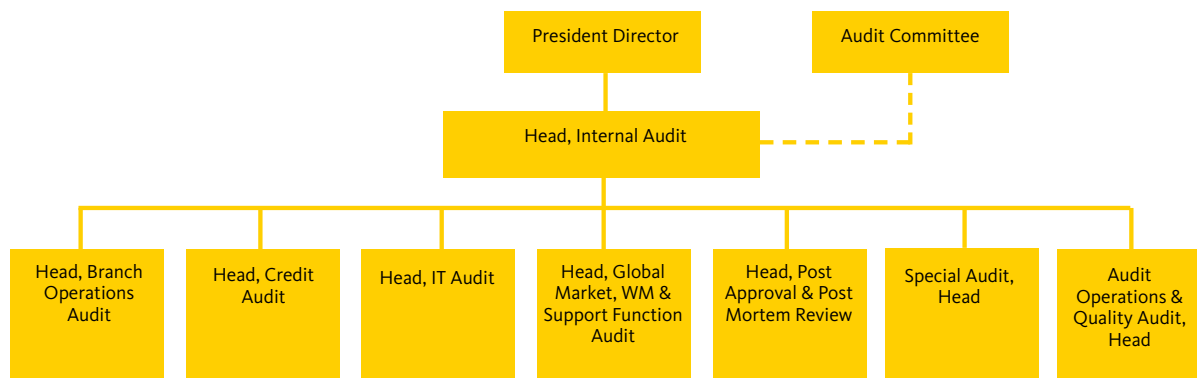 President Director
Audit Committee
Head, Internal Audit
Head, Branch
Operations
Audit
Head, Credit
Audit
Head, IT Audit
Head, Global
Market, WM &
Support Function
Audit
Head, Post
Approval & Post
Mortem Review
Special Audit,
Head
Audit
Operations &
Quality Audit,
Head